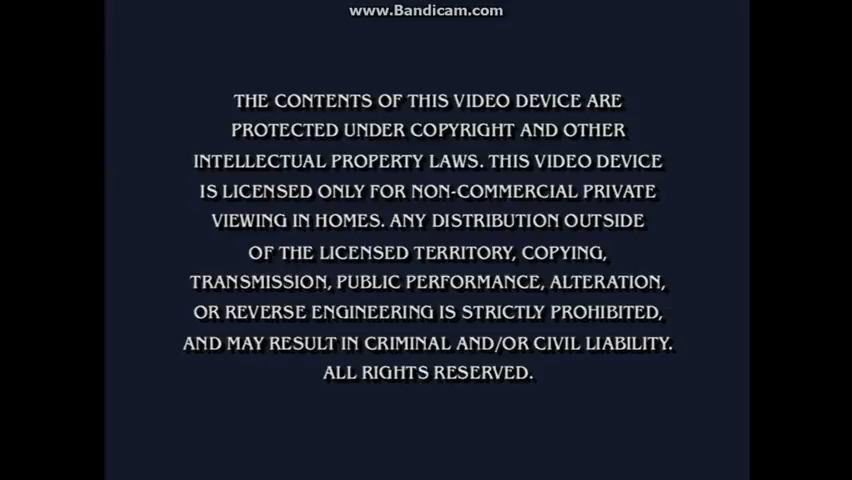 www.Bandicam.com
THE CONTENTS OF THIS VIDEO DEVICE ARE
PROTECTED UNDER COPYRIGHT AND OTHER
INTELLECTUAL PROPERTY LAWS. THIS VIDEO DEVICE
IS LICENSED ONLY FOR NON-COMMERCIAL PRIVATE
VIEWING IN HOMES. ANY DISTRIBUTION OUTSIDE
OF THE LICENSED TERRITORY, COPYING,
TRANSMISSION, PUBLIC PERFORMANCE, ALTERATION,
OR REVERSE ENGINEERING IS STRICTLY PROHIBITED,
AND MAY RESULT IN CRIMINAL AND/OR CIVIL LIABILITY.
ALL RIGHTS RESERVED.